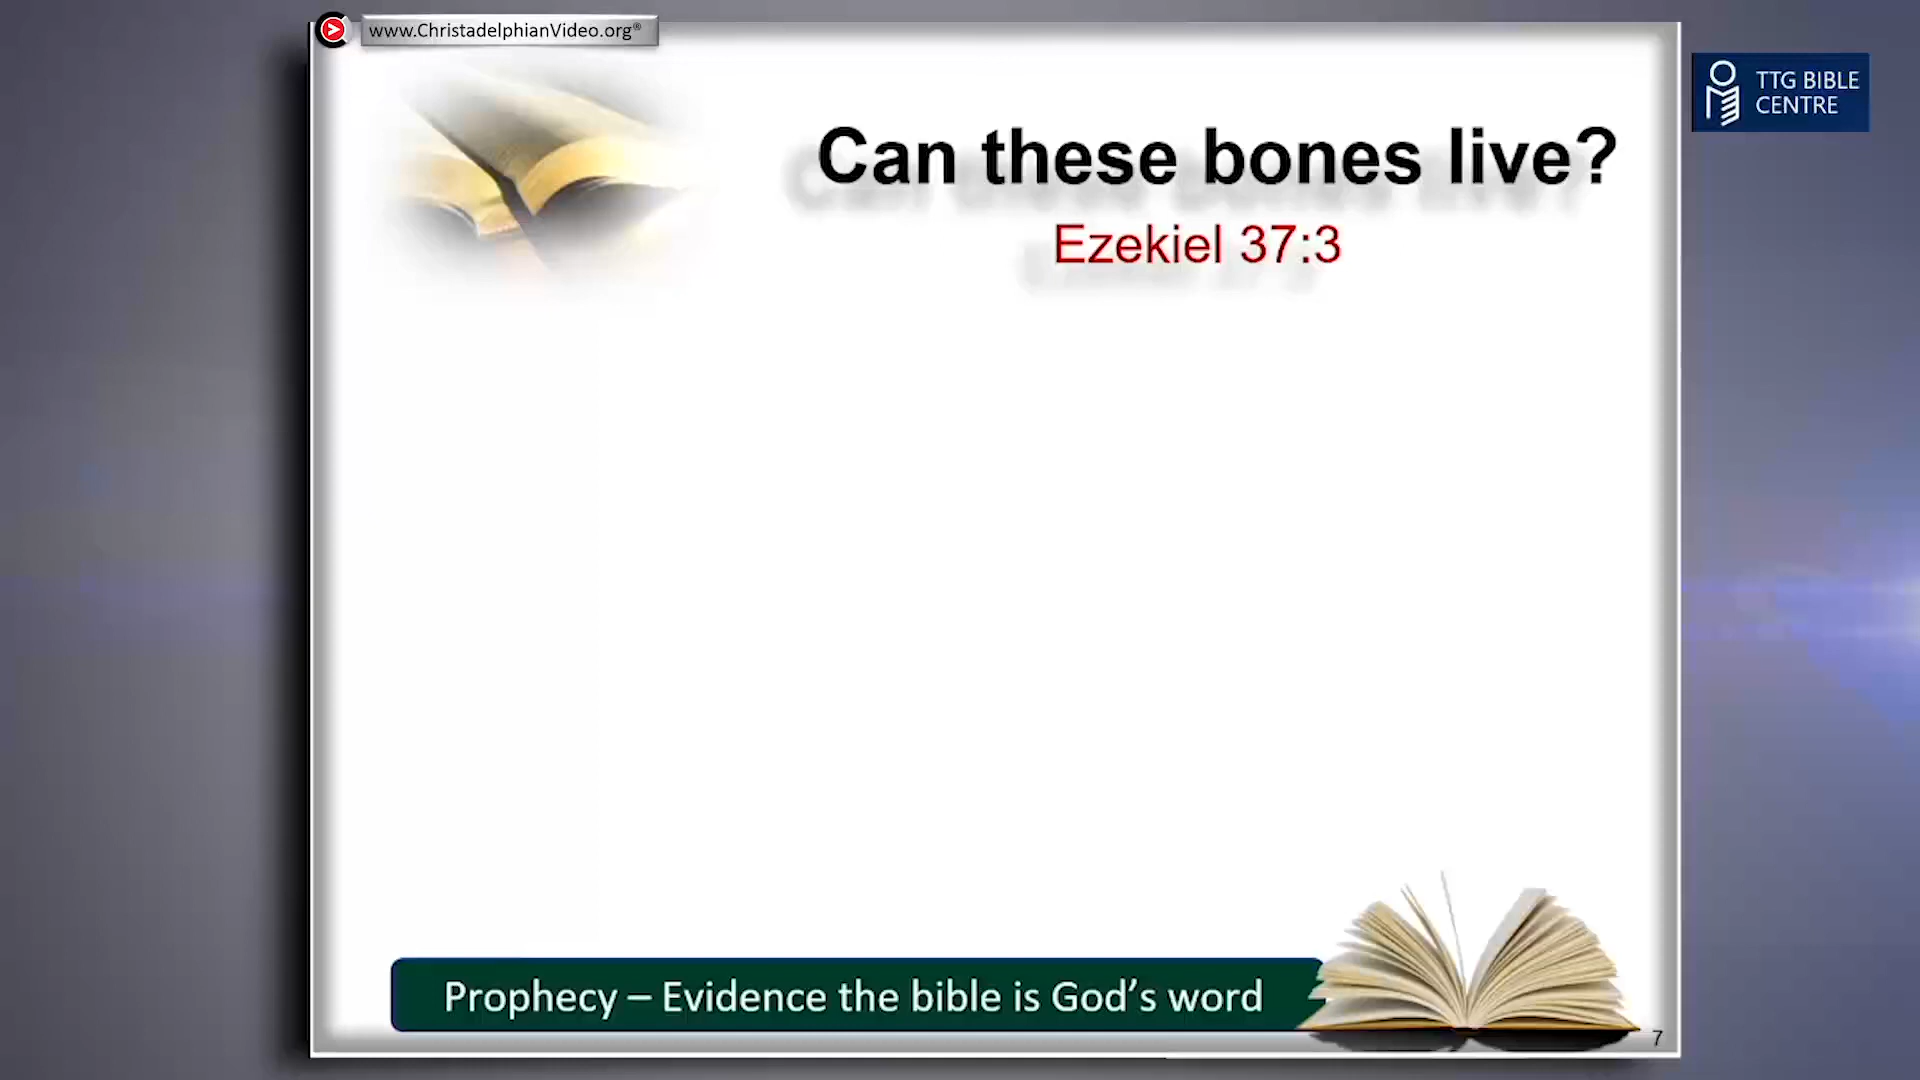 www.ChristadelphianVideo.org®
TTG BIBLE
CENTRE
Can these bones live?
Ezekiel 37:3
Prophecy – Evidence the bible is God's word
7